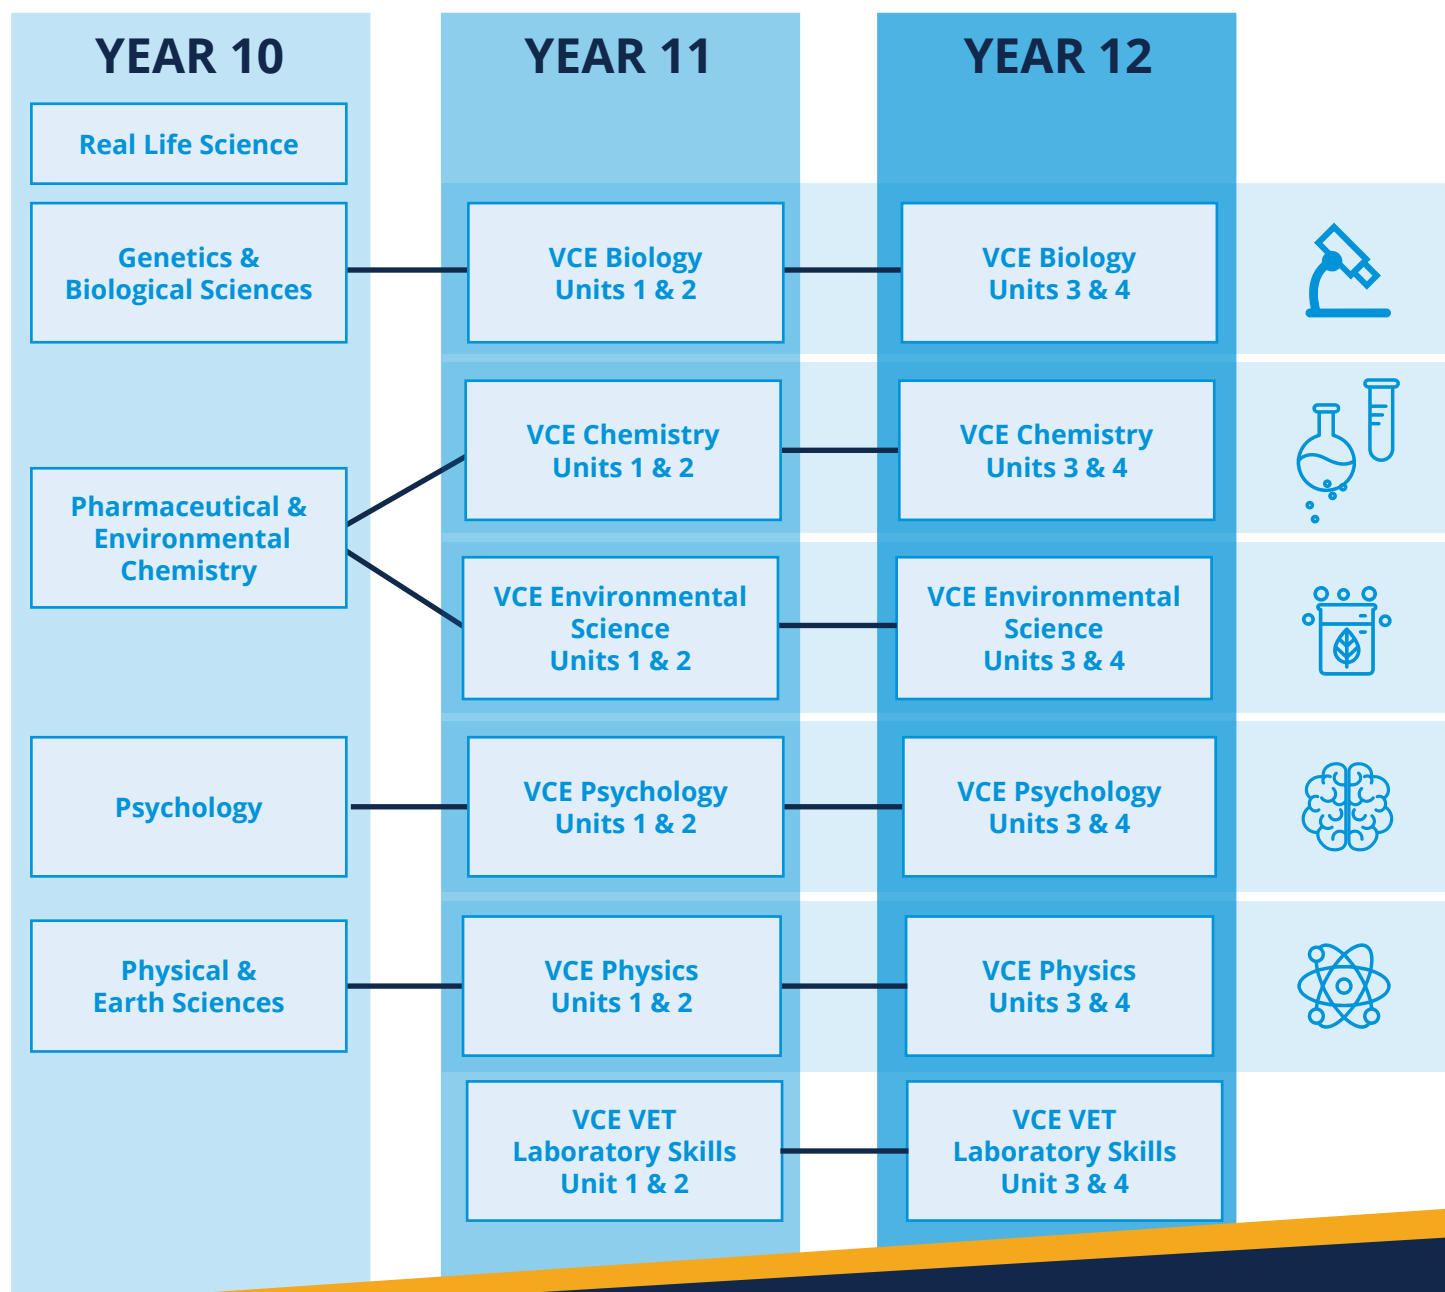 YEAR 10
YEAR 11
YEAR 12
Real Life Science
Genetics &
Biological Sciences
VCE Biology
Units 1 & 2
VCE Biology
Units 3 & 4
Pharmaceutical &
Environmental
Chemistry
VCE Chemistry
Units 1 & 2
VCE Chemistry
Units 3 & 4
VCE Environmental
Science
Units 1 & 2
VCE Environmental
Science
Units 3 & 4
Psychology
VCE Psychology
Units 1 & 2
VCE Psychology
Units 3 & 4
Physical &
Earth Sciences
VCE Physics
Units 1 & 2
VCE Physics
Units 3 & 4
VCE VET
Laboratory Skills
Unit 1 & 2
VCE VET
Laboratory Skills
Unit 3 & 4